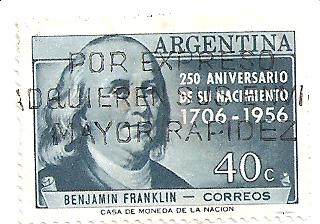 ARGENTINA
POR EXPRESO
250 ANIVERSARIO
ADQUIEREN
DE SU NACIMIENTO
1706-1956
MAYOR RAPIDEZ
40c
BENJAMIN FRANKLIN — CORREOS
CASA DE MONEDA DE LA NACION